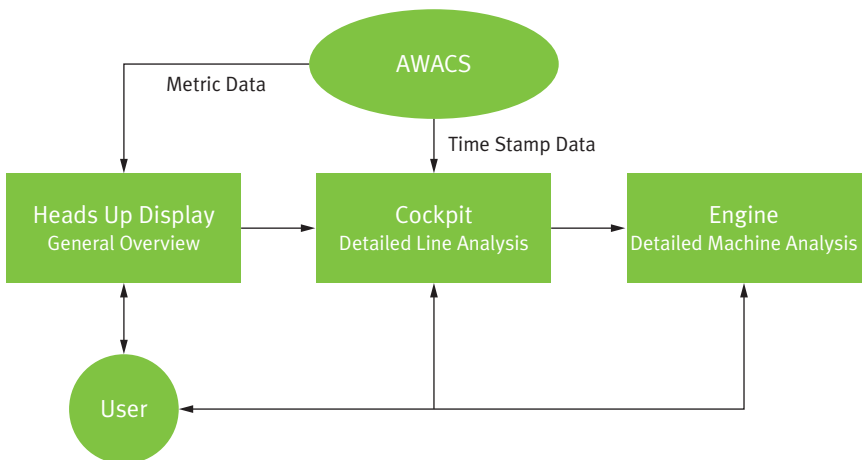 AWACS
Metric Data
Time Stamp Data
Heads Up Display
General Overview
Cockpit
Detailed Line Analysis
Engine
Detailed Machine Analysis
User